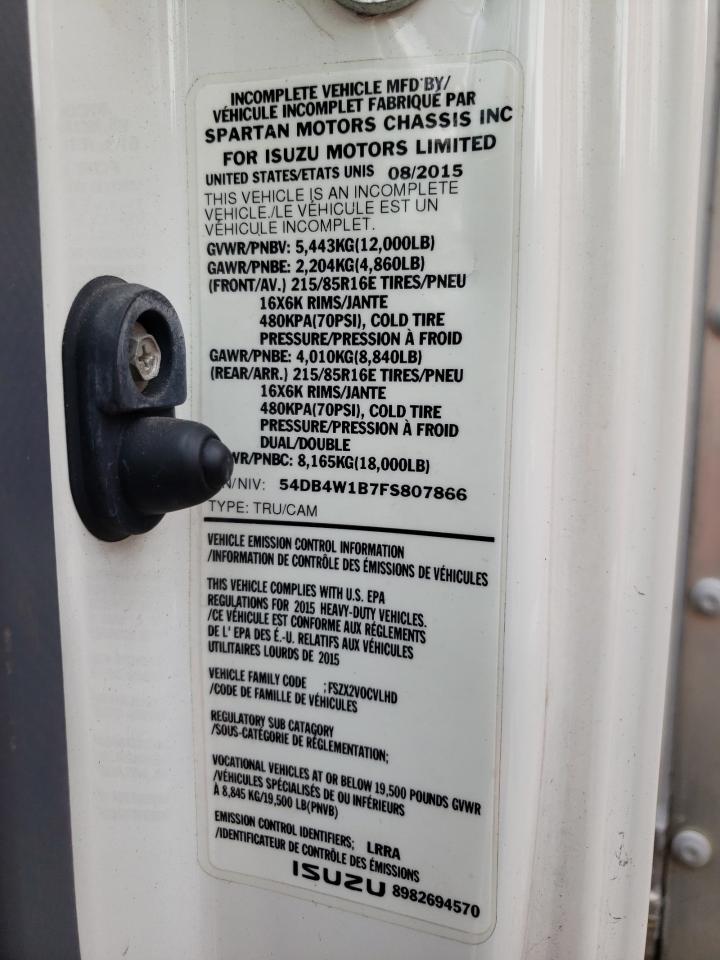 INCOMPLETE VEHICLE MFD BY/
VÉHICULE INCOMPLET FABRIQUÉ PAR
SPARTAN MOTORS CHASSIS INC
FOR ISUZU MOTORS LIMITED
UNITED STATES/ETATS UNIS 08/2015
THIS VEHICLE IS AN INCOMPLETE
VEHICLE./LE VÉHICULE EST UN
VÉHICULE INCOMPLET.
GVWR/PNBV: 5,443KG(12,000LB)
GAWR/PNBE: 2,204KG(4,860LB)
(FRONT/AV.) 215/85R16E TIRES/PNEU
16X6K RIMS/JANTE
480KPA(70PSI), COLD TIRE
PRESSURE/PRESSION À FROID
GAWR/PNBE: 4,010KG(8,840LB)
(REAR/ARR.) 215/85R16E TIRES/PNEU
16X6K RIMS/JANTE
480KPA(70PSI), COLD TIRE
PRESSURE/PRESSION À FROID
DUAL/DOUBLE
WR/PNBC: 8,165KG(18,000LB)
N/NIV: 54DB4W1B7FS807866
TYPE: TRU/CAM
VEHICLE EMISSION CONTROL INFORMATION
/INFORMATION DE CONTRÔLE DES ÉMISSIONS DE VÉHICULES
THIS VEHICLE COMPLIES WITH U.S. EPA
REGULATIONS FOR 2015 HEAVY-DUTY VEHICLES.
/CE VÉHICULE EST CONFORME AUX RÉGLEMENTS
DE L' EPA DES É.-U. RELATIFS AUX VÉHICULES
UTILITAIRES LOURDS DE 2015
VEHICLE FAMILY CODE ;FSZX2VOCVLHD
/CODE DE FAMILLE DE VÉHICULES
REGULATORY SUB CATAGORY
/SOUS-CATÉGORIE DE RÉGLEMENTATION;
VOCATIONAL VEHICLES AT OR BELOW 19,500 POUNDS GVWR
/VÉHICULES SPÉCIALISÉS DE OU INFÉRIEURS
À 8,845 KG/19,500 LB(PNVB)
EMISSION CONTROL IDENTIFIERS; LRRA
/IDENTIFICATEUR DE CONTRÔLE DES ÉMISSIONS
ISUZU 8982694570